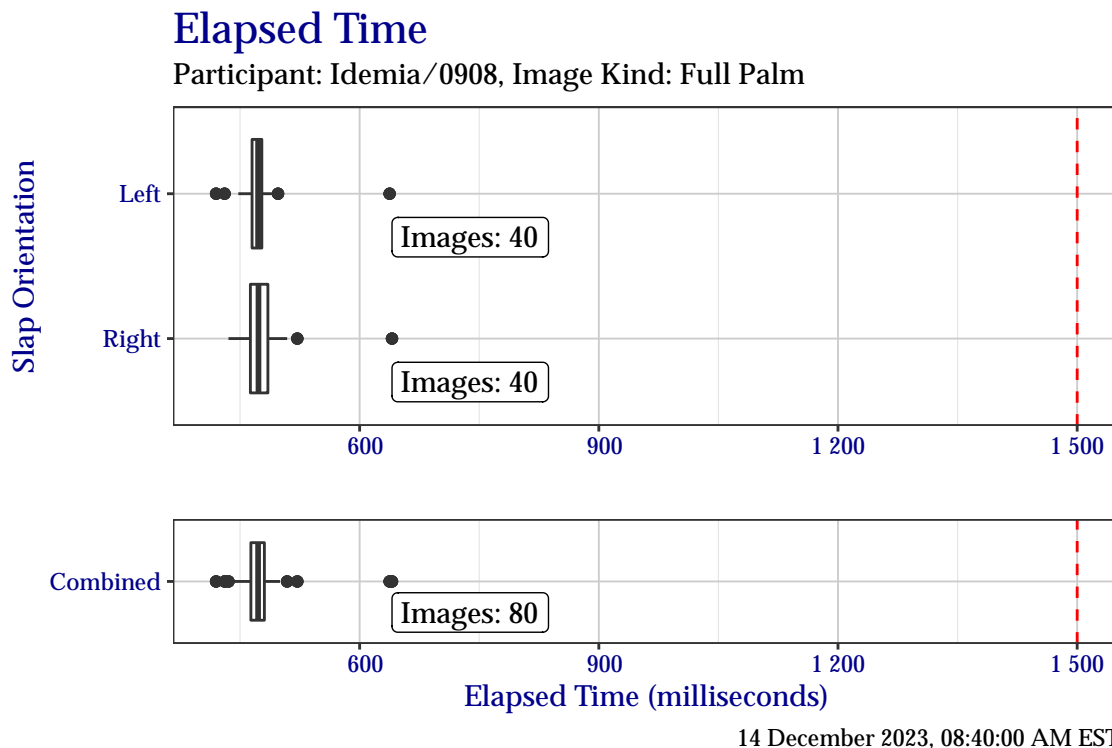 Elapsed Time
Participant: Idemia/0908, Image Kind: Full Palm
Slap Orientation
Left
Images: 40
Right
Images: 40
600 900 1 200 1 500
Combined
Images: 80
600 900 1 200 1 500
Elapsed Time (milliseconds)
14 December 2023, 08:40:00 AM EST